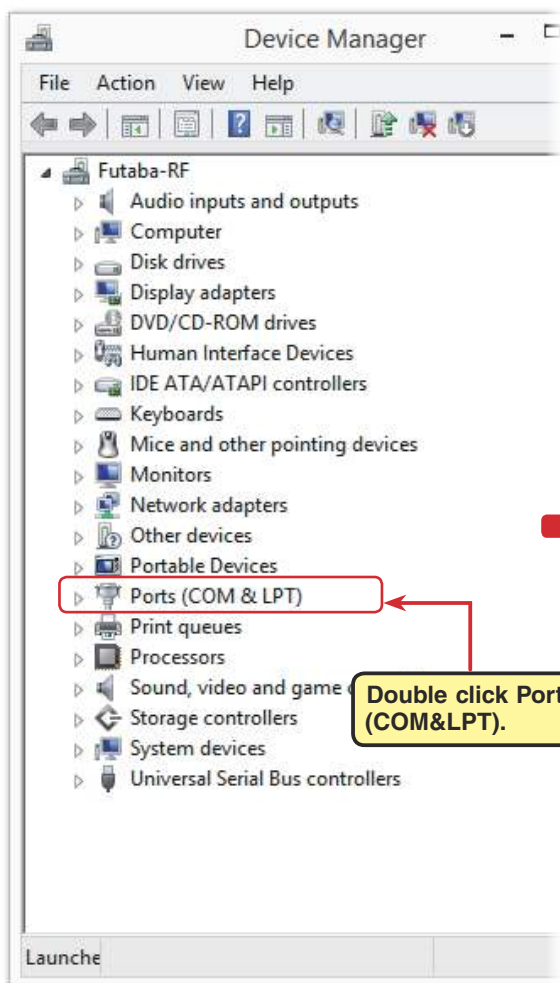 Device Manager
File Action View Help
Futaba-RF
Audio inputs and outputs
Computer
Disk drives
Display adapters
DVD/CD-ROM drives
Human Interface Devices
IDE ATA/ATAPI controllers
Keyboards
Mice and other pointing devices
Monitors
Network adapters
Other devices
Portable Devices
Ports (COM & LPT)
Print queues
Processors
Sound, video and game
Storage controllers
System devices
Universal Serial Bus controllers
Double click Port
(COM&LPT).
Launche